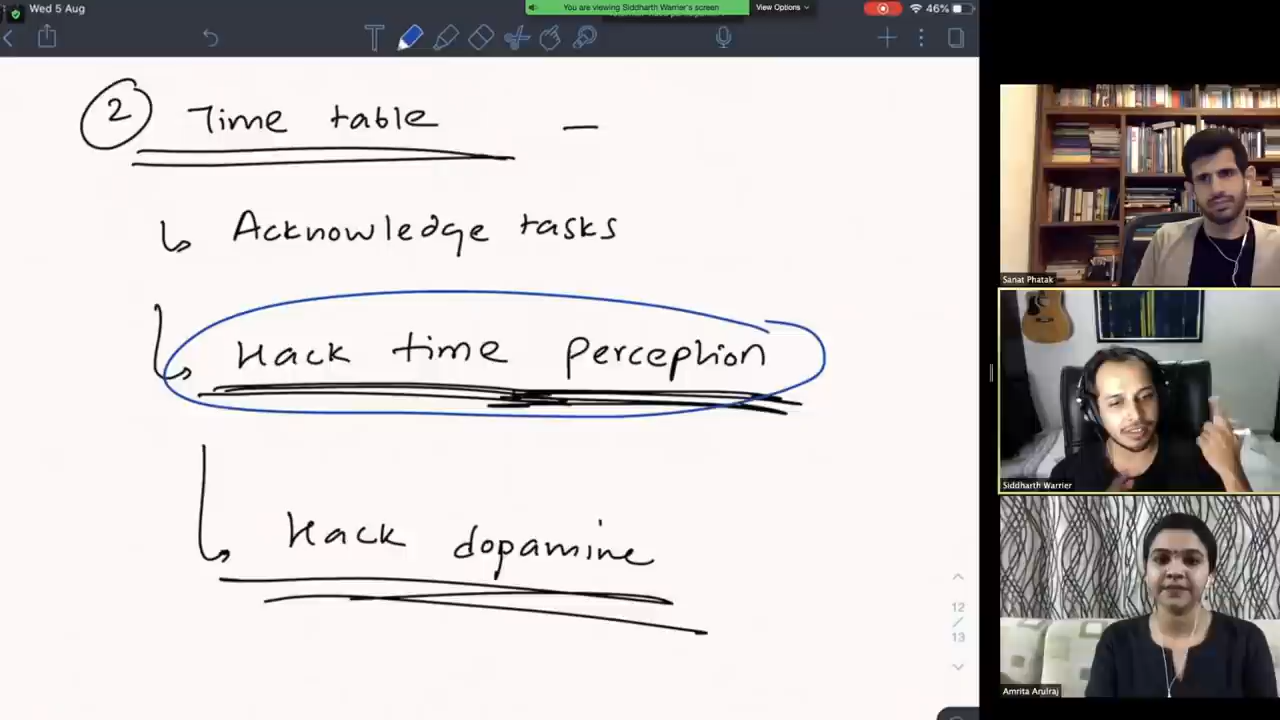 Wed 5 Aug
You are viewing Siddharth Warrier's screen
View Options
46%
T
2 Time table —
Acknowledge tasks
Hack time perception
Hack dopamine
12
/
13
Sanat Phatak
Siddharth Warrier
Amrita Arulraj